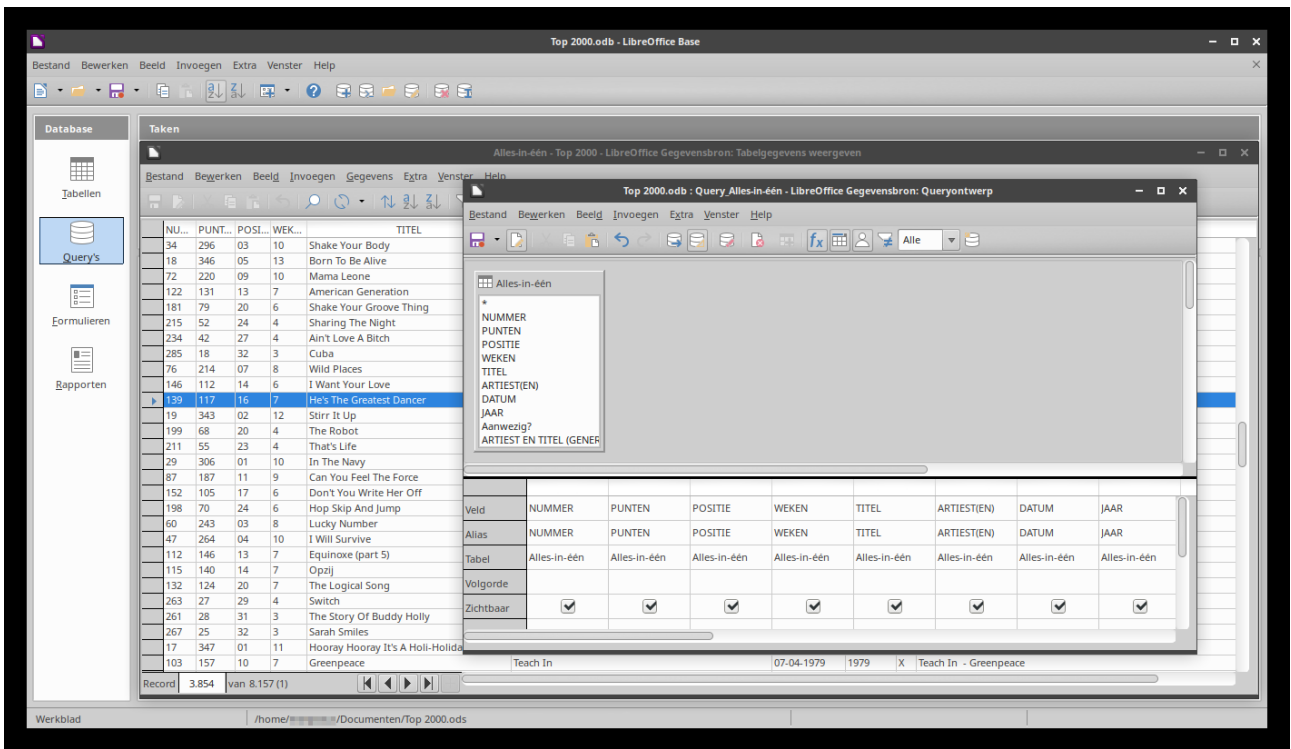 Top 2000.odb - LibreOffice Base
Bestand Bewerken Beeld Invoegen Extra Venster Help
Database
Taken
Tabellen
Query's
Formulieren
Rapporten
Alles-in-één - Top 2000 - LibreOffice Gegevensbron: Tabelgegevens weergeven
Bestand Bewerken Beeld Invoegen Gegevens Extra Venster Help
NU... PUNT... POSI... WEK... TITEL
34 296 03 10 Shake Your Body
18 346 05 13 Born To Be Alive
72 220 09 10 Mama Leone
122 131 13 7 American Generation
181 79 20 6 Shake Your Groove Thing
215 52 24 4 Sharing The Night
234 42 27 4 Ain't Love A Bitch
285 18 32 3 Cuba
76 214 07 8 Wild Places
146 112 14 6 I Want Your Love
139 117 16 7 He's The Greatest Dancer
19 343 02 12 Stirr It Up
199 68 20 4 The Robot
211 55 23 4 That's Life
29 306 01 10 In The Navy
87 187 11 9 Can You Feel The Force
152 105 17 6 Don't You Write Her Off
198 70 24 6 Hop Skip And Jump
60 243 03 8 Lucky Number
47 264 04 10 I Will Survive
112 146 13 7 Equinoxe (part 5)
115 140 14 7 Opzij
132 124 20 7 The Logical Song
263 27 29 4 Switch
261 28 31 3 The Story Of Buddy Holly
267 25 32 3 Sarah Smiles
17 347 01 11 Hooray Hooray It's A Holi-Holida
103 157 10 7 Greenpeace Teach In 07-04-1979 1979 X Teach In - Greenpeace
Record 3.854 van 8.157 (1)
Top 2000.odb : Query_Alles-in-één - LibreOffice Gegevensbron: Queryontwerp
Bestand Bewerken Beeld Invoegen Extra Venster Help
Alle
Alles-in-één
*
NUMMER
PUNTEN
POSITIE
WEKEN
TITEL
ARTIEST(EN)
DATUM
JAAR
Aanwezig?
ARTIEST EN TITEL (GENER
Veld NUMMER PUNTEN POSITIE WEKEN TITEL ARTIEST(EN) DATUM JAAR
Alias NUMMER PUNTEN POSITIE WEKEN TITEL ARTIEST(EN) DATUM JAAR
Tabel Alles-in-één Alles-in-één Alles-in-één Alles-in-één Alles-in-één Alles-in-één Alles-in-één Alles-in-één
Volgorde
Zichtbaar
Werkblad
/home/ /Documenten/Top 2000.ods